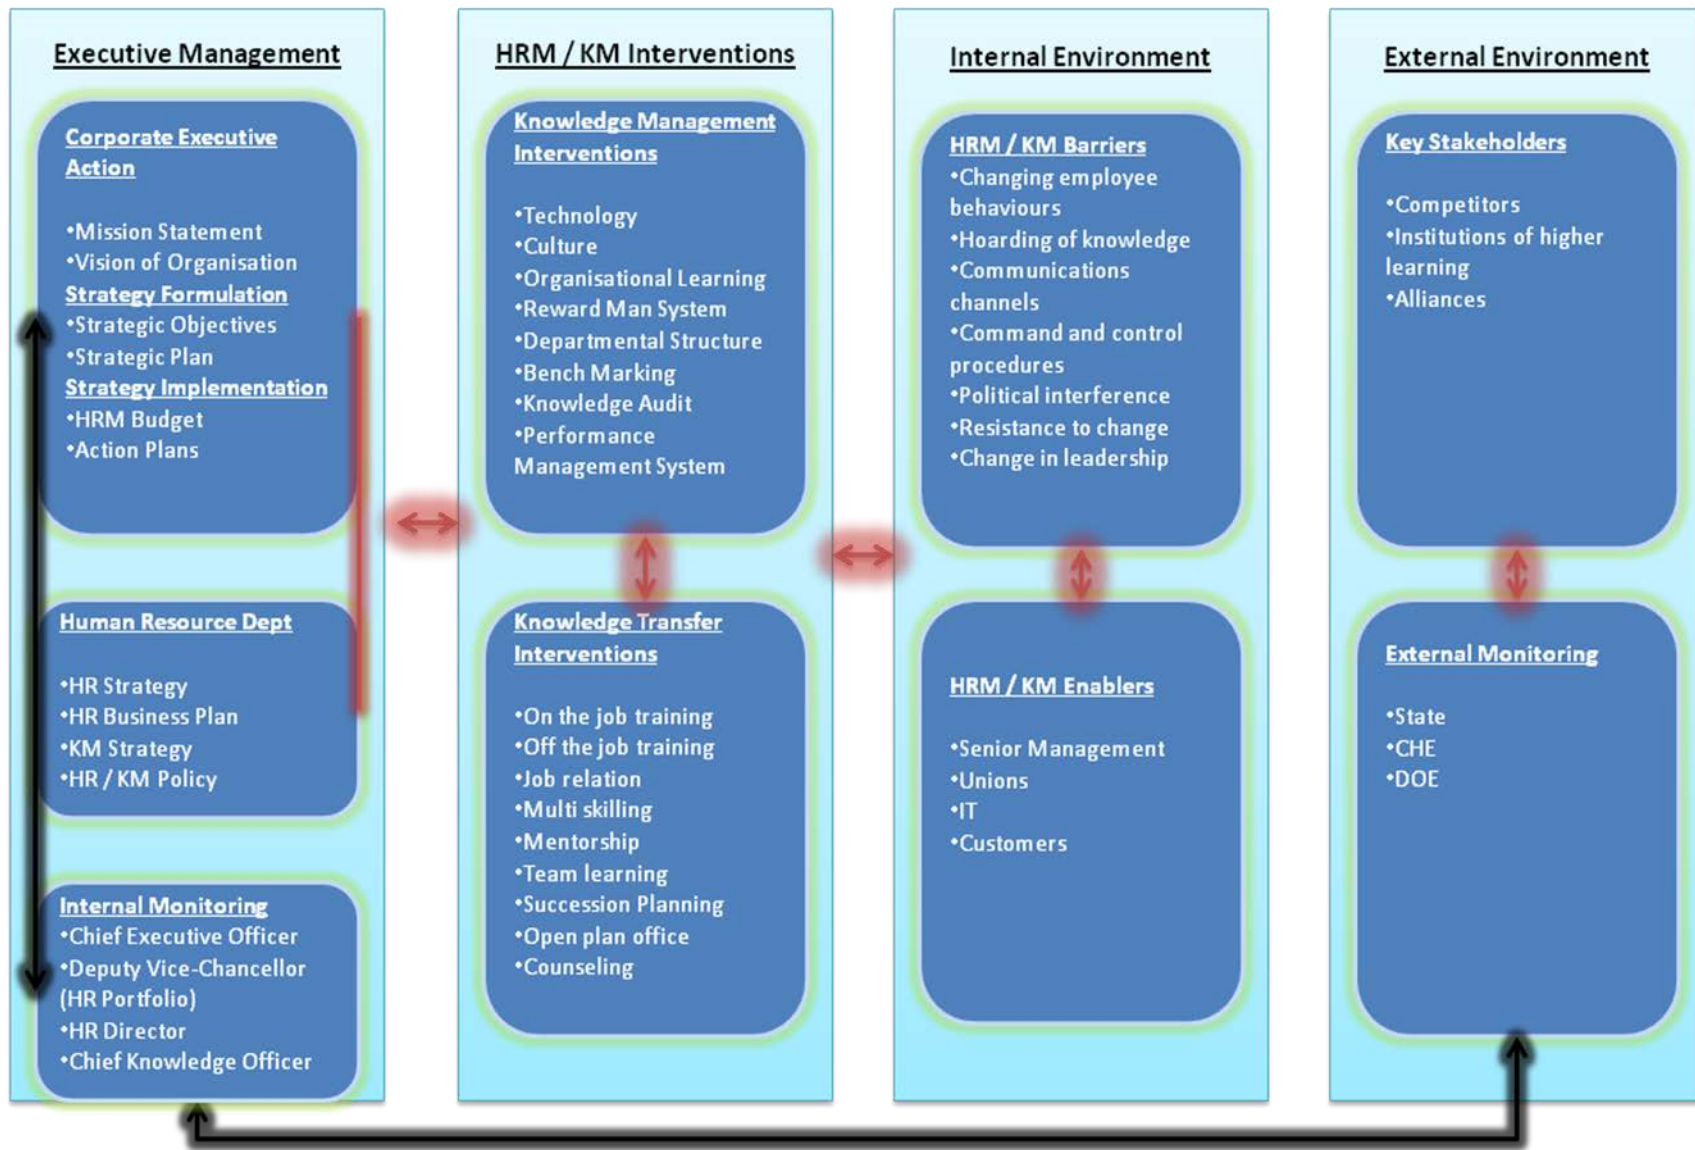 Executive Management
Corporate Executive
Action
•Mission Statement
•Vision of Organisation
Strategy Formulation
•Strategic Objectives
•Strategic Plan
Strategy Implementation
•HRM Budget
•Action Plans
Human Resource Dept
•HR Strategy
•HR Business Plan
•KM Strategy
•HR / KM Policy
Internal Monitoring
•Chief Executive Officer
•Deputy Vice-Chancellor
(HR Portfolio)
•HR Director
•Chief Knowledge Officer
HRM / KM Interventions
Knowledge Management
Interventions
•Technology
•Culture
•Organisational Learning
•Reward Man System
•Departmental Structure
•Bench Marking
•Knowledge Audit
•Performance
Management System
Knowledge Transfer
Interventions
•On the job training
•Off the job training
•Job relation
•Multi skilling
•Mentorship
•Team learning
•Succession Planning
•Open plan office
•Counseling
Internal Environment
HRM / KM Barriers
•Changing employee
behaviours
•Hoarding of knowledge
•Communications
channels
•Command and control
procedures
•Political interference
•Resistance to change
•Change in leadership
HRM / KM Enablers
•Senior Management
•Unions
•IT
•Customers
External Environment
Key Stakeholders
•Competitors
•Institutions of higher
learning
•Alliances
External Monitoring
•State
•CHE
•DOE